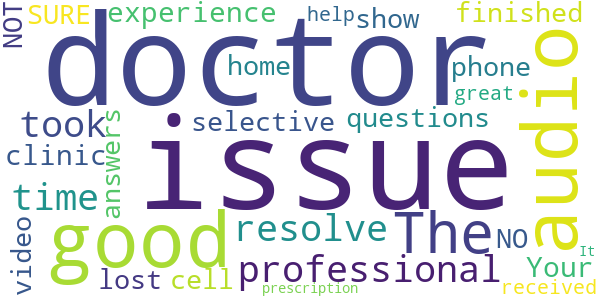 NOT
SURE
experience
help
show
finished
doctor
home
phone
great
audio
took
answers
selective
questions
clinic
issue
time
video
good
resolve
The
NO
lost
cell
professional
Your
received
prescription
It